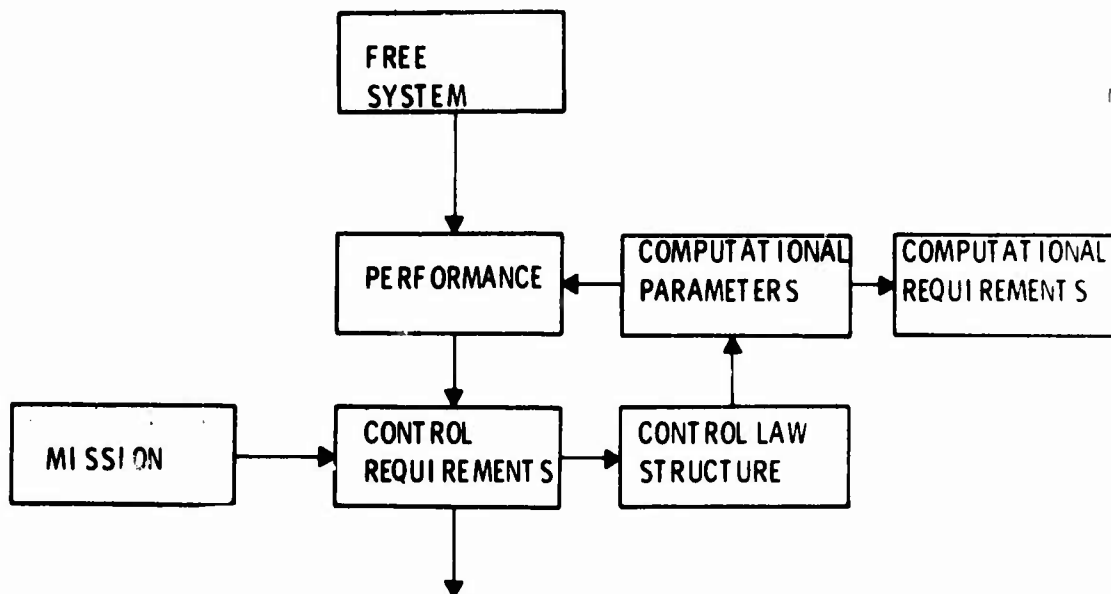 FREE
SYSTEM
PERFORMANCE
COMPUTATIONAL
PARAMETERS
COMPUTATIONAL
REQUIREMENTS
MISSION
CONTROL
REQUIREMENTS
CONTROL LAW
STRUCTURE